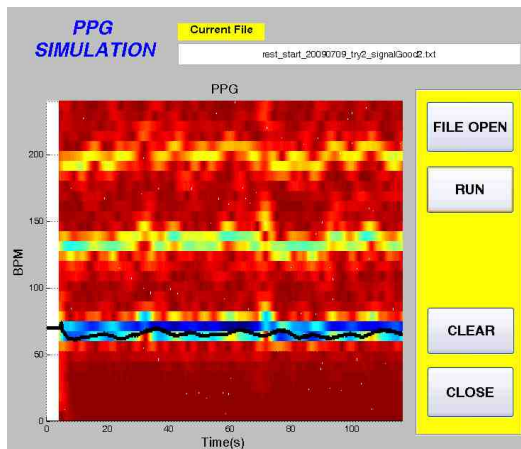 PPG
SIMULATION
Current File
rest_start_20090709_try2_signalGood2.txt
PPG
200
150
100
50
0
BPM
0
20
40
60
80
100
Time(s)
FILE OPEN
RUN
CLEAR
CLOSE